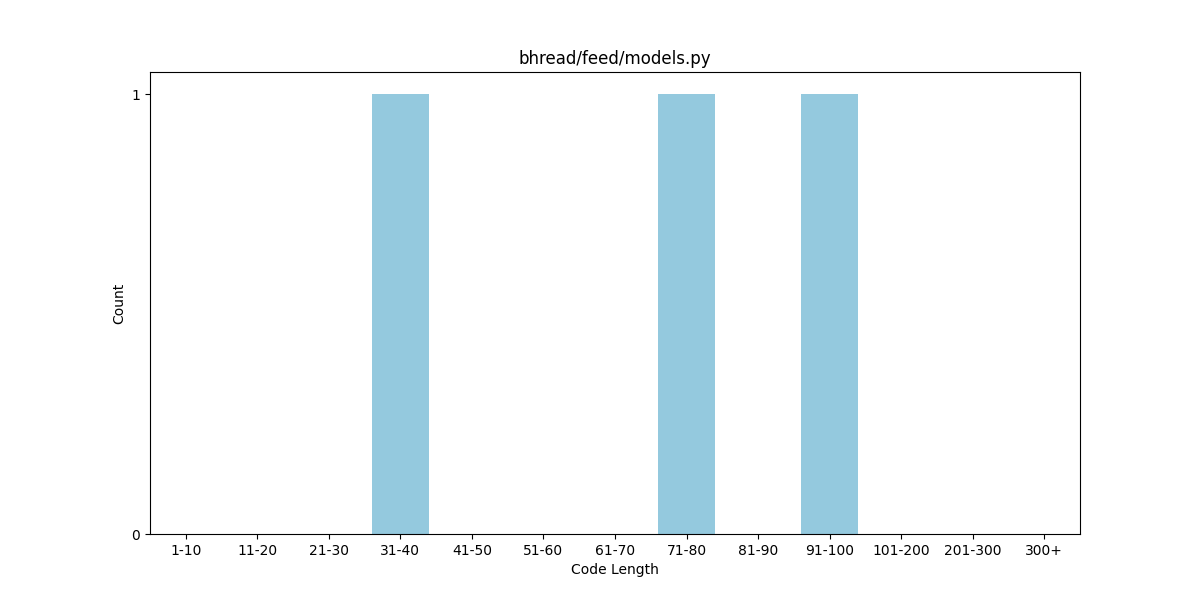 bhread/feed/models.py
1
Count
0
1-10 11-20 21-30 31-40 41-50 51-60 61-70 71-80 81-90 91-100 101-200 201-300 300+
Code Length